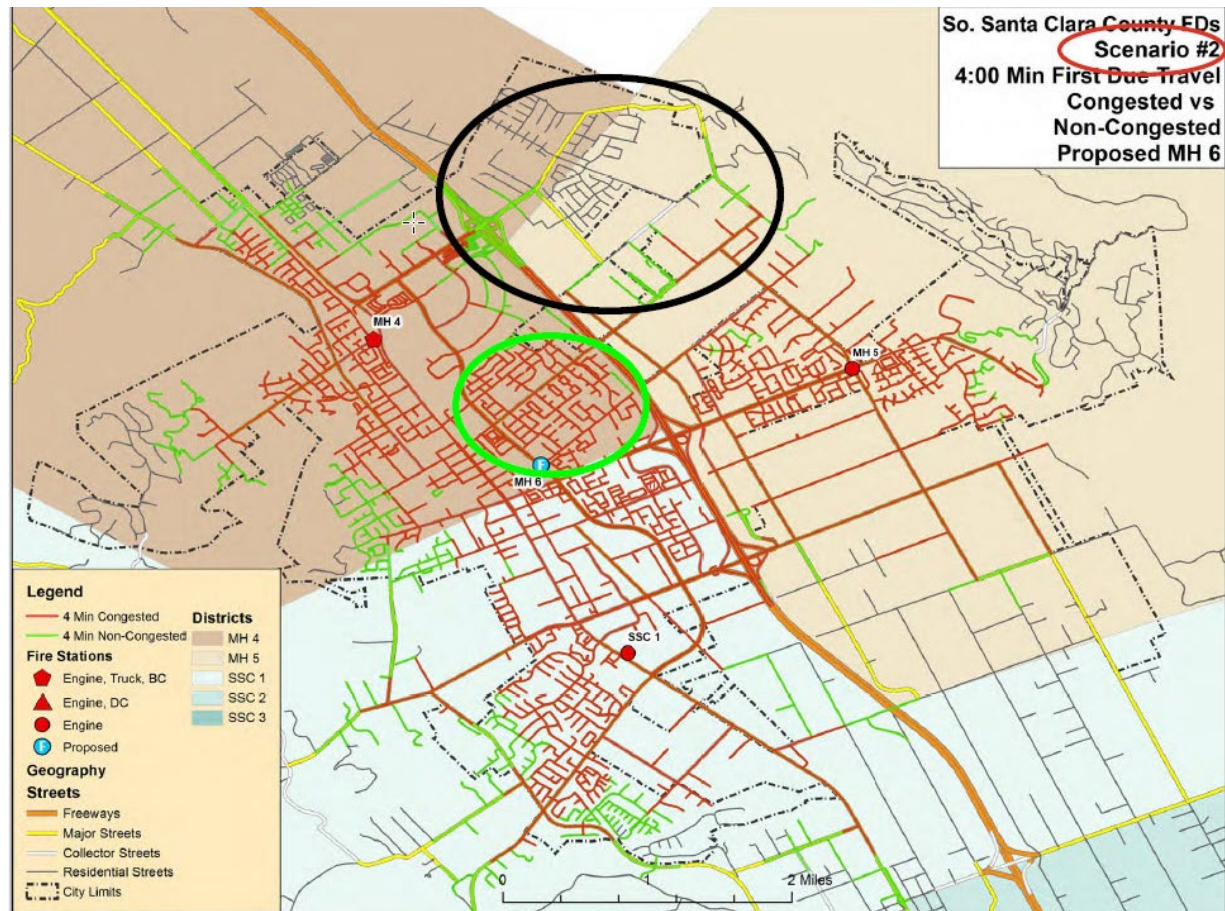 So. Santa Clara County FDs
Scenario #2
4:00 Min First Due Travel
Congested vs
Non-Congested
Proposed MH 6
MH 4
MH 5
MH 6
F
SSC 1
Legend
4 Min Congested
4 Min Non-Congested
Fire Stations
Engine, Truck, BC
Engine, DC
Engine
F Proposed
Geography
Streets
Freeways
Major Streets
Collector Streets
Residential Streets
City Limits
Districts
MH 4
MH 5
SSC 1
SSC 2
SSC 3
0 1 2 Miles